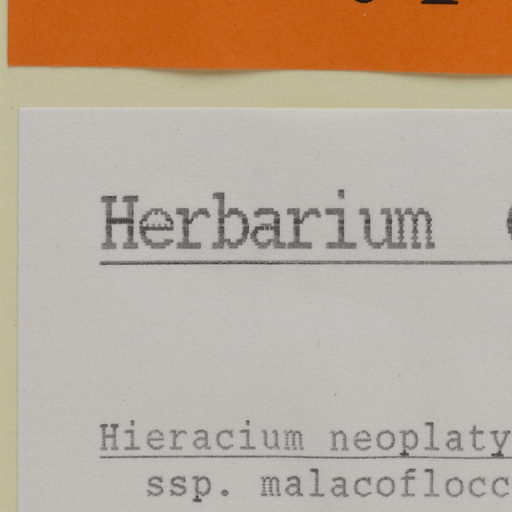 Herbarium
Hieracium neoplaty
ssp. malacoflocc